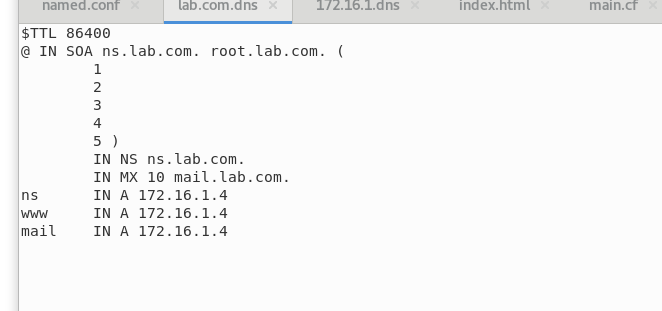 named.conf × lab.com.dns × 172.16.1.dns × index.html × main.cf ×
$TTL 86400
@ IN SOA ns.lab.com. root.lab.com. (
        1
        2
        3
        4
        5 )
        IN NS ns.lab.com.
        IN MX 10 mail.lab.com.
ns      IN A 172.16.1.4
www     IN A 172.16.1.4
mail    IN A 172.16.1.4